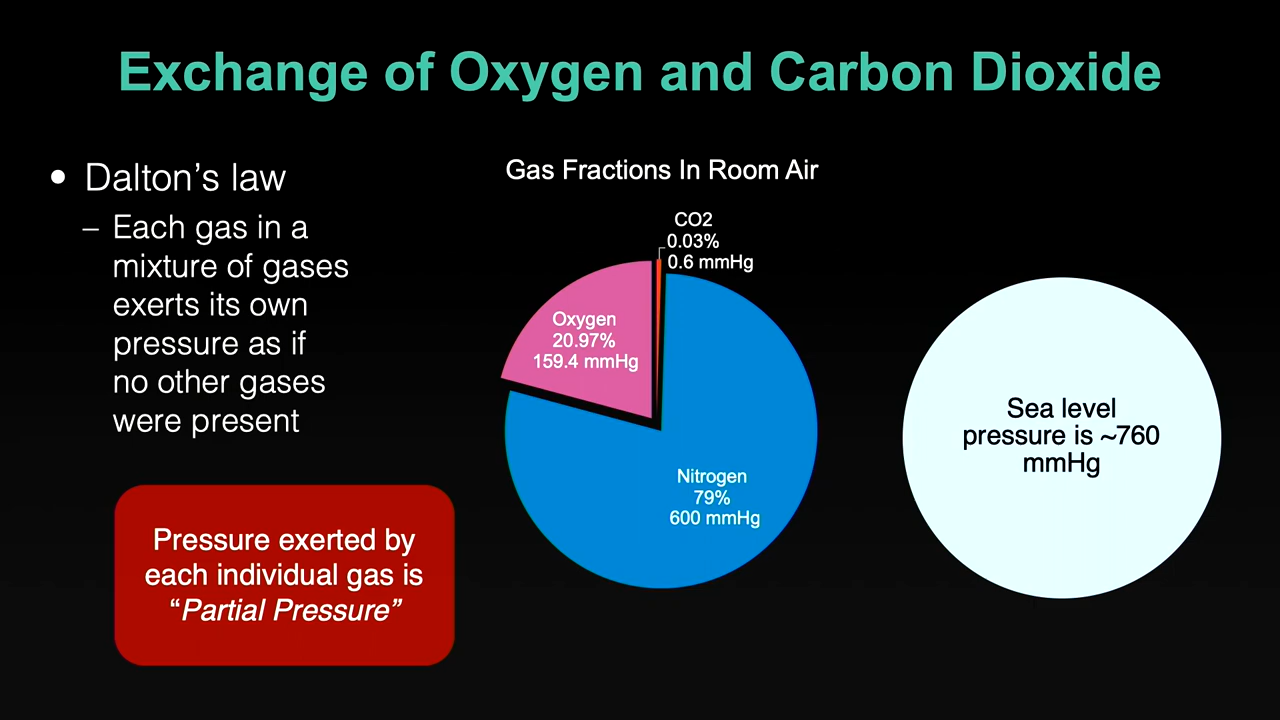 Exchange of Oxygen and Carbon Dioxide
• Dalton’s law
– Each gas in a
mixture of gases
exerts its own
pressure as if
no other gases
were present
Pressure exerted by
each individual gas is
“Partial Pressure”
Gas Fractions In Room Air
CO2
0.03%
0.6 mmHg
Oxygen
20.97%
159.4 mmHg
Nitrogen
79%
600 mmHg
Sea level
pressure is ~760
mmHg